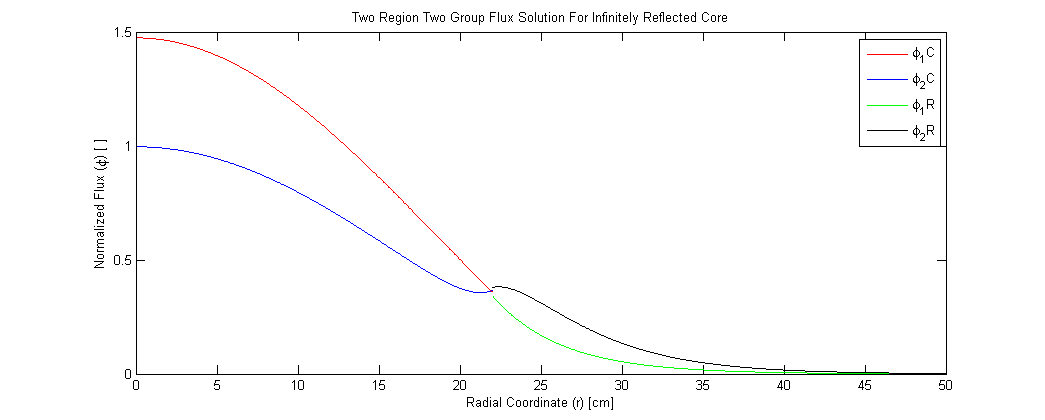 Two Region Two Group Flux Solution For Infinitely Reflected Core
1.5
1
0.5
0
Normalized Flux (ϕ) [ ]
ϕ1C
ϕ2C
ϕ1R
ϕ2R
0 5 10 15 20 25 30 35 40 45 50
Radial Coordinate (r) [cm]